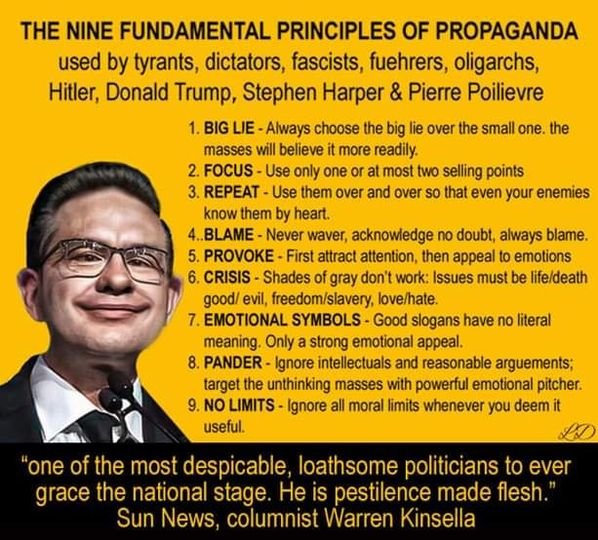 THE NINE FUNDAMENTAL PRINCIPLES OF PROPAGANDA
used by tyrants, dictators, fascists, fuehrers, oligarchs,
Hitler, Donald Trump, Stephen Harper & Pierre Poilievre
1. BIG LIE - Always choose the big lie over the small one. the
masses will believe it more readily.
2. FOCUS - Use only one or at most two selling points
3. REPEAT - Use them over and over so that even your enemies
know them by heart.
4..BLAME - Never waver, acknowledge no doubt, always blame.
5. PROVOKE - First attract attention, then appeal to emotions
6. CRISIS - Shades of gray don't work: Issues must be life/death
good/ evil, freedom/slavery, love/hate.
7. EMOTIONAL SYMBOLS - Good slogans have no literal
meaning. Only a strong emotional appeal.
8. PANDER - Ignore intellectuals and reasonable arguements;
target the unthinking masses with powerful emotional pitcher.
9. NO LIMITS - Ignore all moral limits whenever you deem it
useful.
LD
"one of the most despicable, loathsome politicians to ever
grace the national stage. He is pestilence made flesh."
Sun News, columnist Warren Kinsella